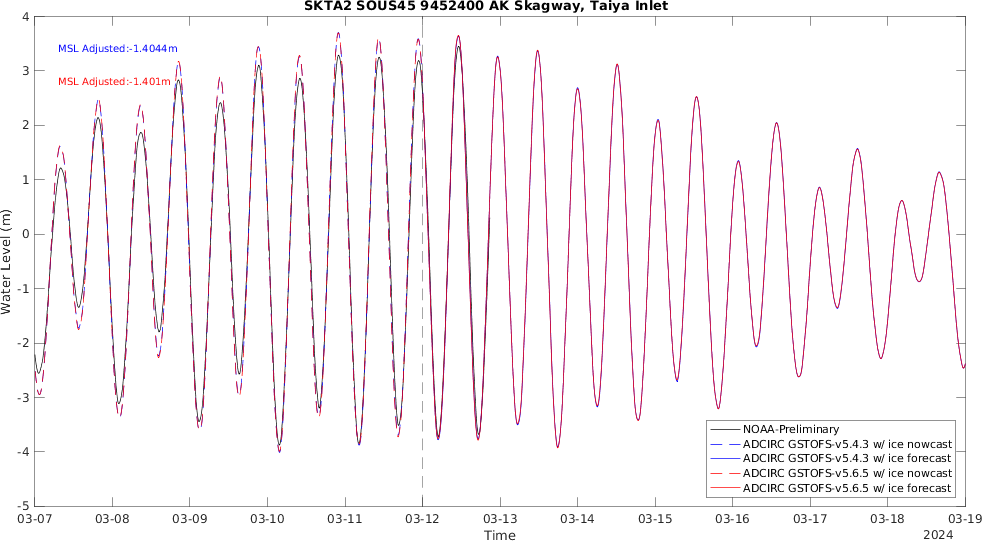 SKTA2 SOUS45 9452400 AK Skagway, Taiya Inlet
MSL Adjusted:-1.4044m
MSL Adjusted:-1.401m
4
3
2
1
0
-1
-2
-3
-4
-5
Water Level (m)
NOAA-Preliminary
ADCIRC GSTOFS-v5.4.3 w/ ice nowcast
ADCIRC GSTOFS-v5.4.3 w/ ice forecast
ADCIRC GSTOFS-v5.6.5 w/ ice nowcast
ADCIRC GSTOFS-v5.6.5 w/ ice forecast
03-07 03-08 03-09 03-10 03-11 03-12 03-13 03-14 03-15 03-16 03-17 03-18 03-19
Time
2024